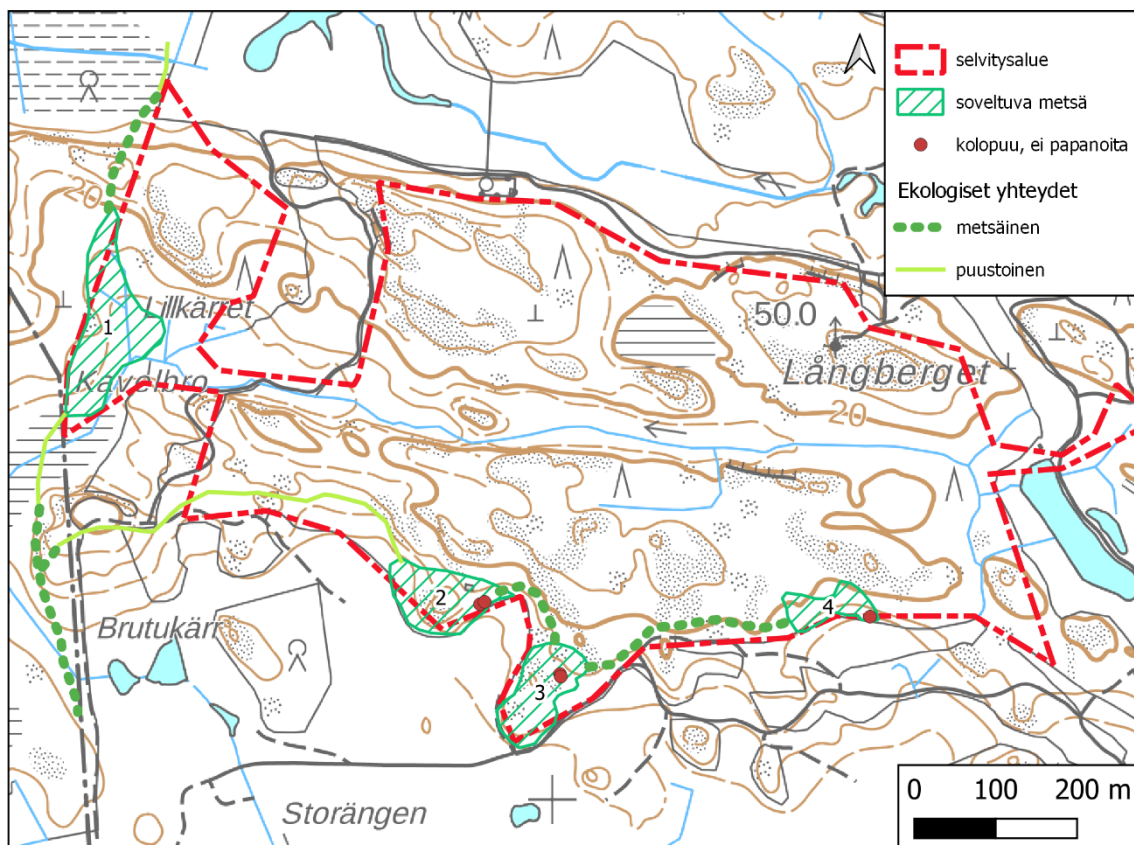 selvitysalue
soveltuva metsä
kolopuu, ei papanoita
Ekologiset yhteydet
metsäinen
puustoinen
20
Lillkärret
1
Kavelbro
50.0
Långberget
20
2
4
3
Brutukärr
Storängen
0 100 200 m